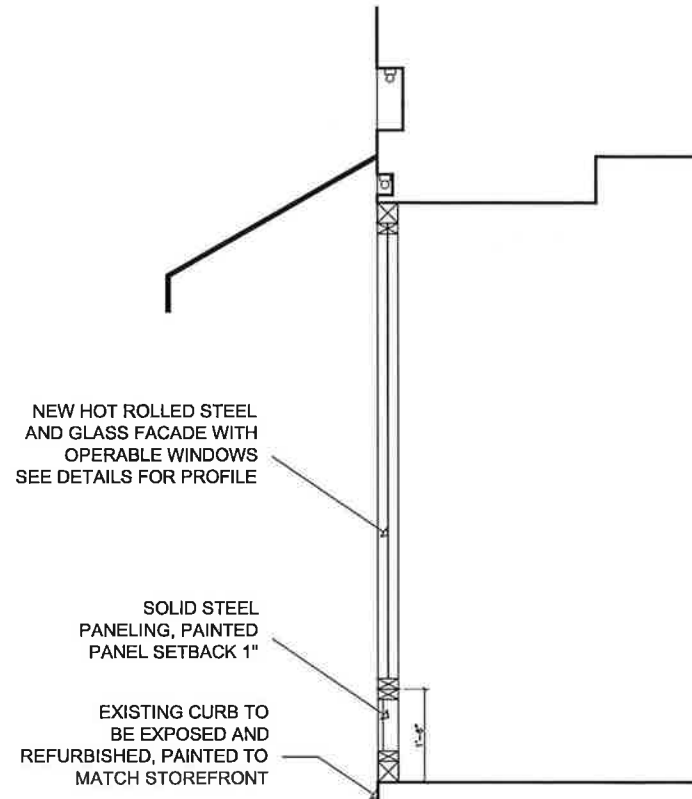 NEW HOT ROLLED STEEL
AND GLASS FACADE WITH
OPERABLE WINDOWS
SEE DETAILS FOR PROFILE
SOLID STEEL
PANELING, PAINTED
PANEL SETBACK 1"
EXISTING CURB TO
BE EXPOSED AND
REFURBISHED, PAINTED TO
MATCH STOREFRONT